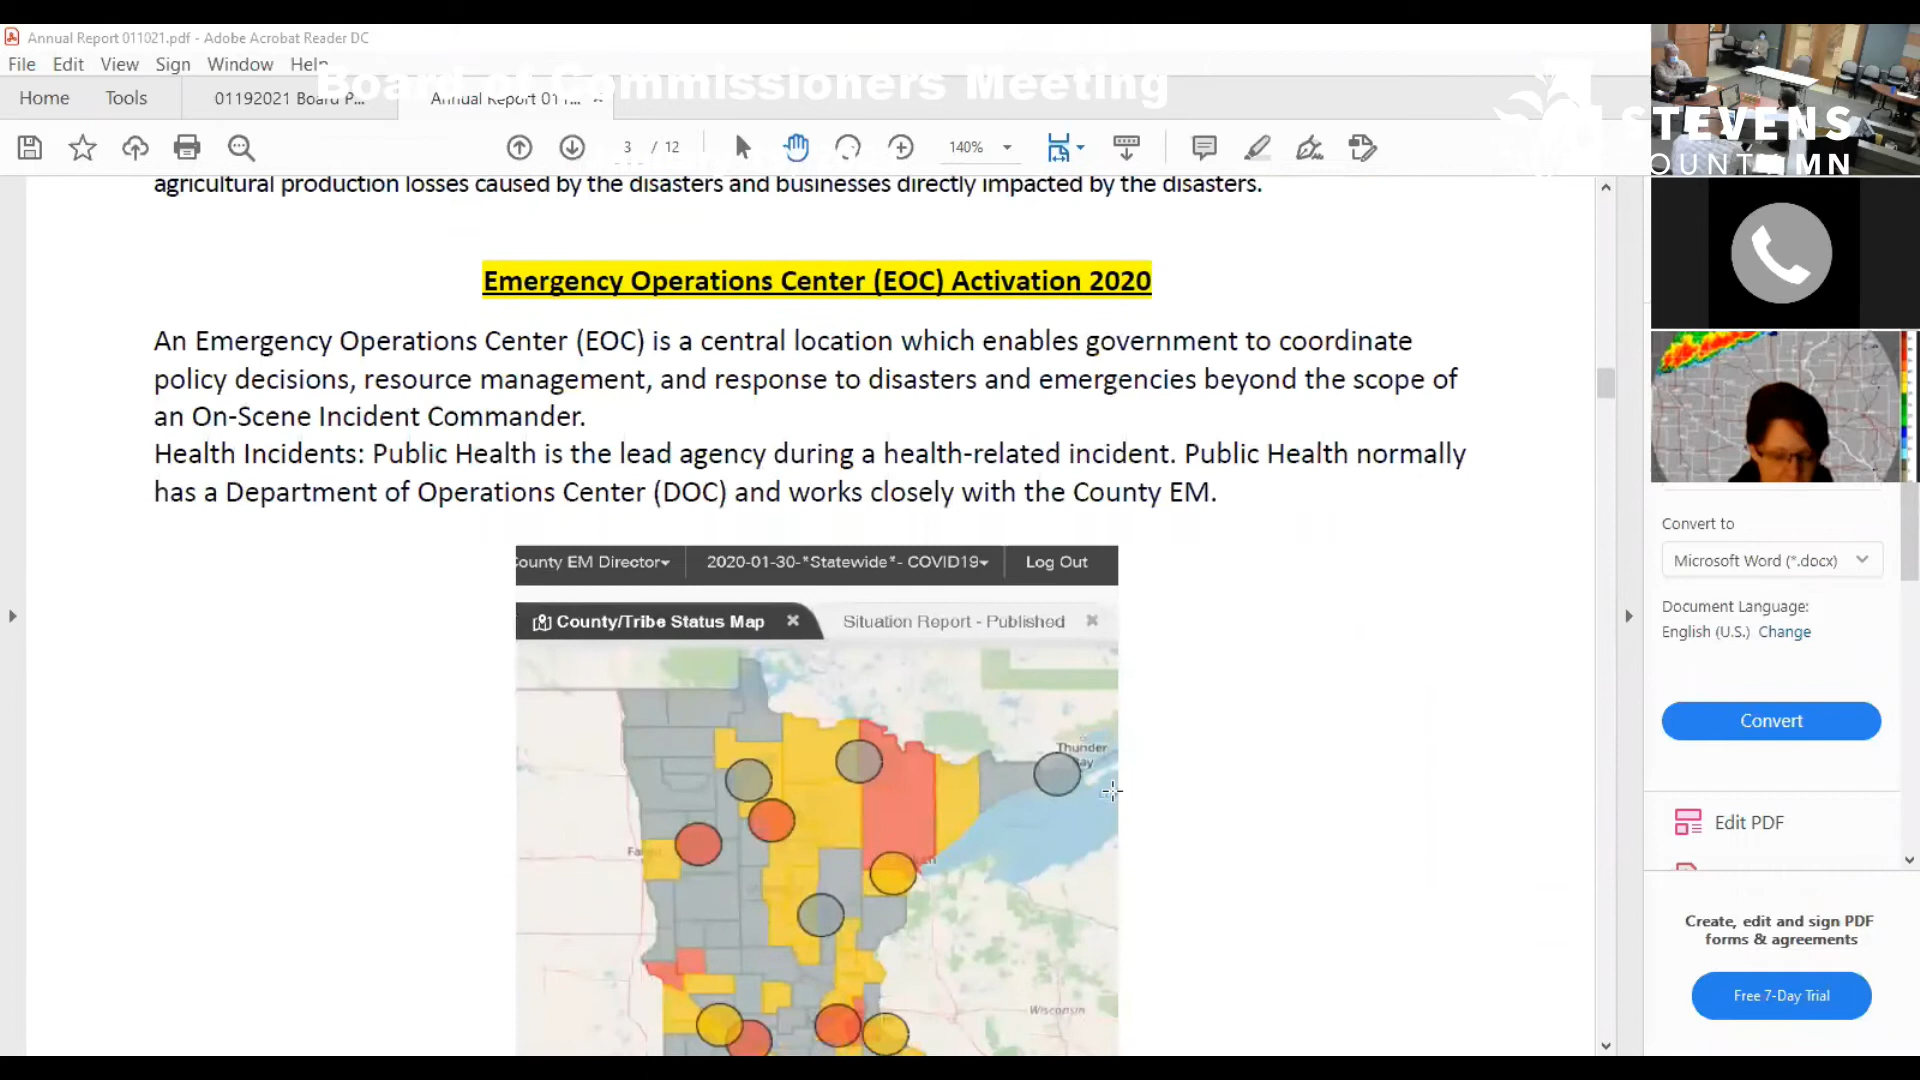 Annual Report 011021.pdf - Adobe Acrobat Reader DC
File Edit View Sign Window Help
Board of Commissioners Meeting
Home Tools 01192021 Board P... Annual Report 011...
3 / 12 140%
STEVENS
COUNTY MN
agricultural production losses caused by the disasters and businesses directly impacted by the disasters.
Emergency Operations Center (EOC) Activation 2020
An Emergency Operations Center (EOC) is a central location which enables government to coordinate
policy decisions, resource management, and response to disasters and emergencies beyond the scope of
an On-Scene Incident Commander.
Health Incidents: Public Health is the lead agency during a health-related incident. Public Health normally
has a Department of Operations Center (DOC) and works closely with the County EM.
County EM Director 2020-01-30-*Statewide*- COVID19 Log Out
County/Tribe Status Map Situation Report - Published
Thunder
Bay
Wisconsin
Convert to
Microsoft Word (*.docx)
Document Language:
English (U.S.) Change
Convert
Edit PDF
Create, edit and sign PDF
forms & agreements
Free 7-Day Trial